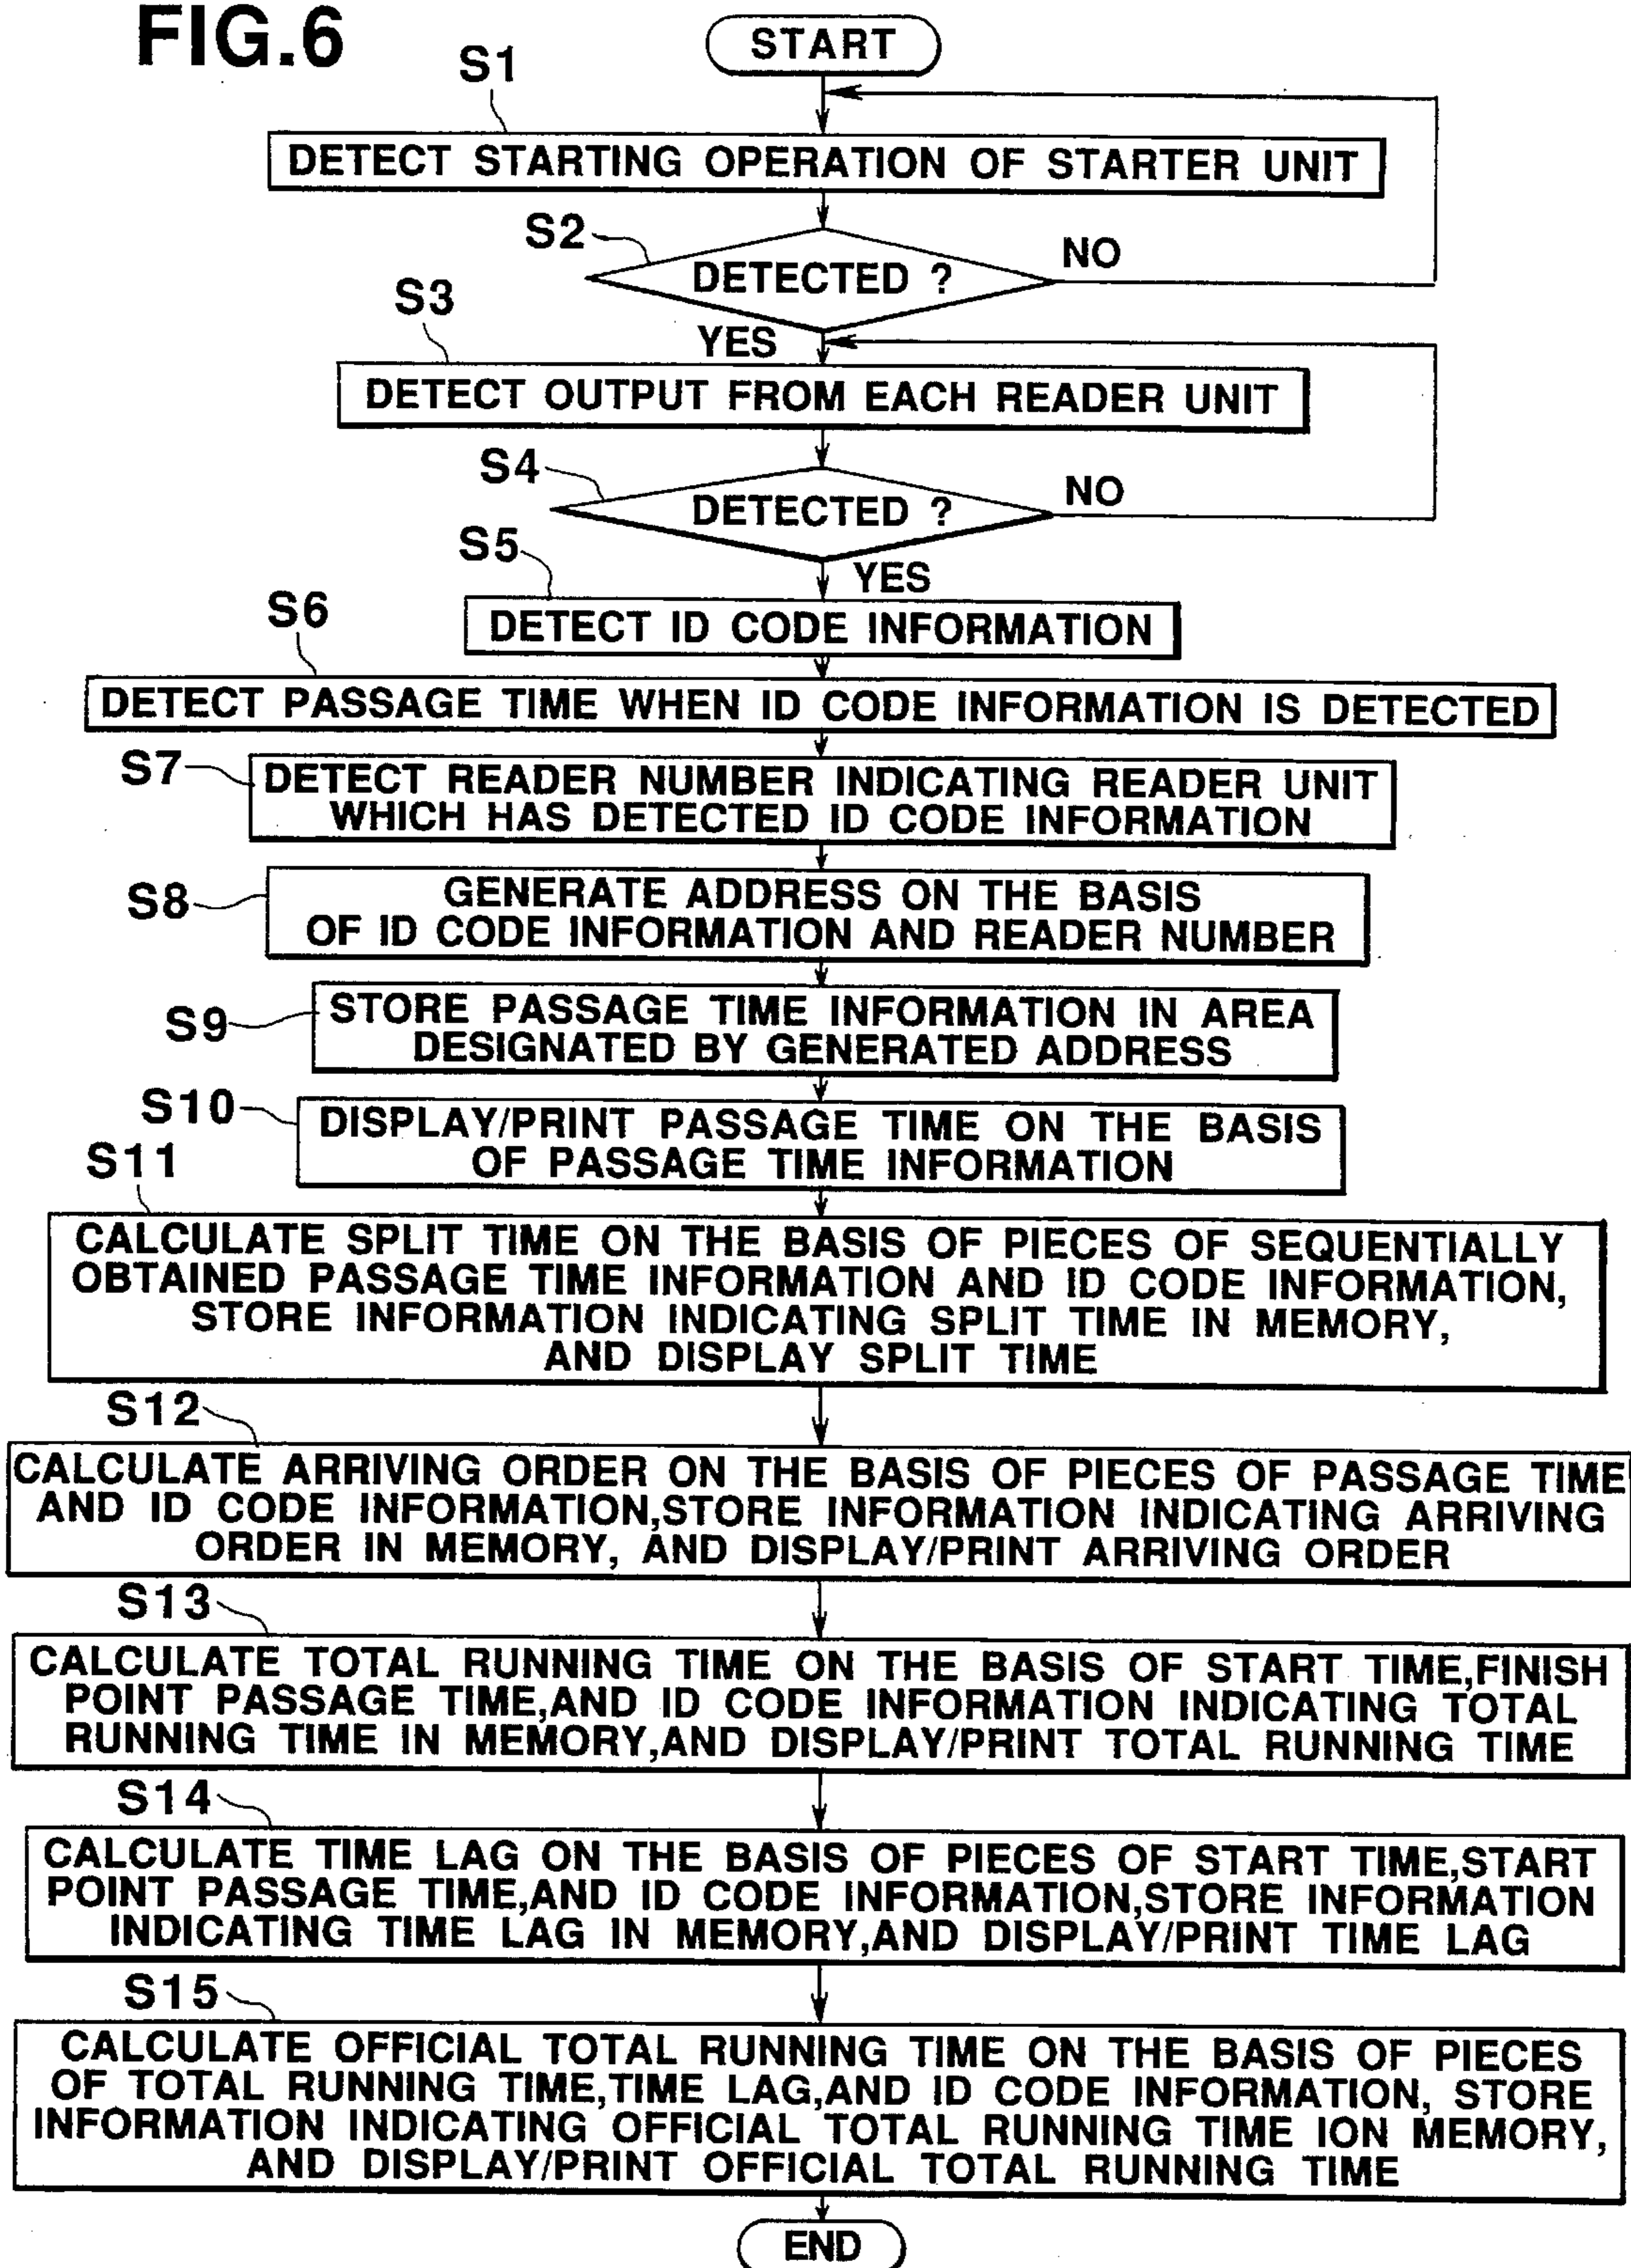 FIG.6
START
S1
DETECT STARTING OPERATION OF STARTER UNIT
S2
DETECTED ?
NO
YES
S3
DETECT OUTPUT FROM EACH READER UNIT
S4
DETECTED ?
NO
YES
S5
DETECT ID CODE INFORMATION
S6
DETECT PASSAGE TIME WHEN ID CODE INFORMATION IS DETECTED
S7
DETECT READER NUMBER INDICATING READER UNIT
WHICH HAS DETECTED ID CODE INFORMATION
S8
GENERATE ADDRESS ON THE BASIS
OF ID CODE INFORMATION AND READER NUMBER
S9
STORE PASSAGE TIME INFORMATION IN AREA
DESIGNATED BY GENERATED ADDRESS
S10
DISPLAY/PRINT PASSAGE TIME ON THE BASIS
OF PASSAGE TIME INFORMATION
S11
CALCULATE SPLIT TIME ON THE BASIS OF PIECES OF SEQUENTIALLY
OBTAINED PASSAGE TIME INFORMATION AND ID CODE INFORMATION,
STORE INFORMATION INDICATING SPLIT TIME IN MEMORY,
AND DISPLAY SPLIT TIME
S12
CALCULATE ARRIVING ORDER ON THE BASIS OF PIECES OF PASSAGE TIME
AND ID CODE INFORMATION,STORE INFORMATION INDICATING ARRIVING
ORDER IN MEMORY, AND DISPLAY/PRINT ARRIVING ORDER
S13
CALCULATE TOTAL RUNNING TIME ON THE BASIS OF START TIME,FINISH
POINT PASSAGE TIME,AND ID CODE INFORMATION INDICATING TOTAL
RUNNING TIME IN MEMORY,AND DISPLAY/PRINT TOTAL RUNNING TIME
S14
CALCULATE TIME LAG ON THE BASIS OF PIECES OF START TIME,START
POINT PASSAGE TIME,AND ID CODE INFORMATION,STORE INFORMATION
INDICATING TIME LAG IN MEMORY,AND DISPLAY/PRINT TIME LAG
S15
CALCULATE OFFICIAL TOTAL RUNNING TIME ON THE BASIS OF PIECES
OF TOTAL RUNNING TIME,TIME LAG,AND ID CODE INFORMATION, STORE
INFORMATION INDICATING OFFICIAL TOTAL RUNNING TIME ION MEMORY,
AND DISPLAY/PRINT OFFICIAL TOTAL RUNNING TIME
END